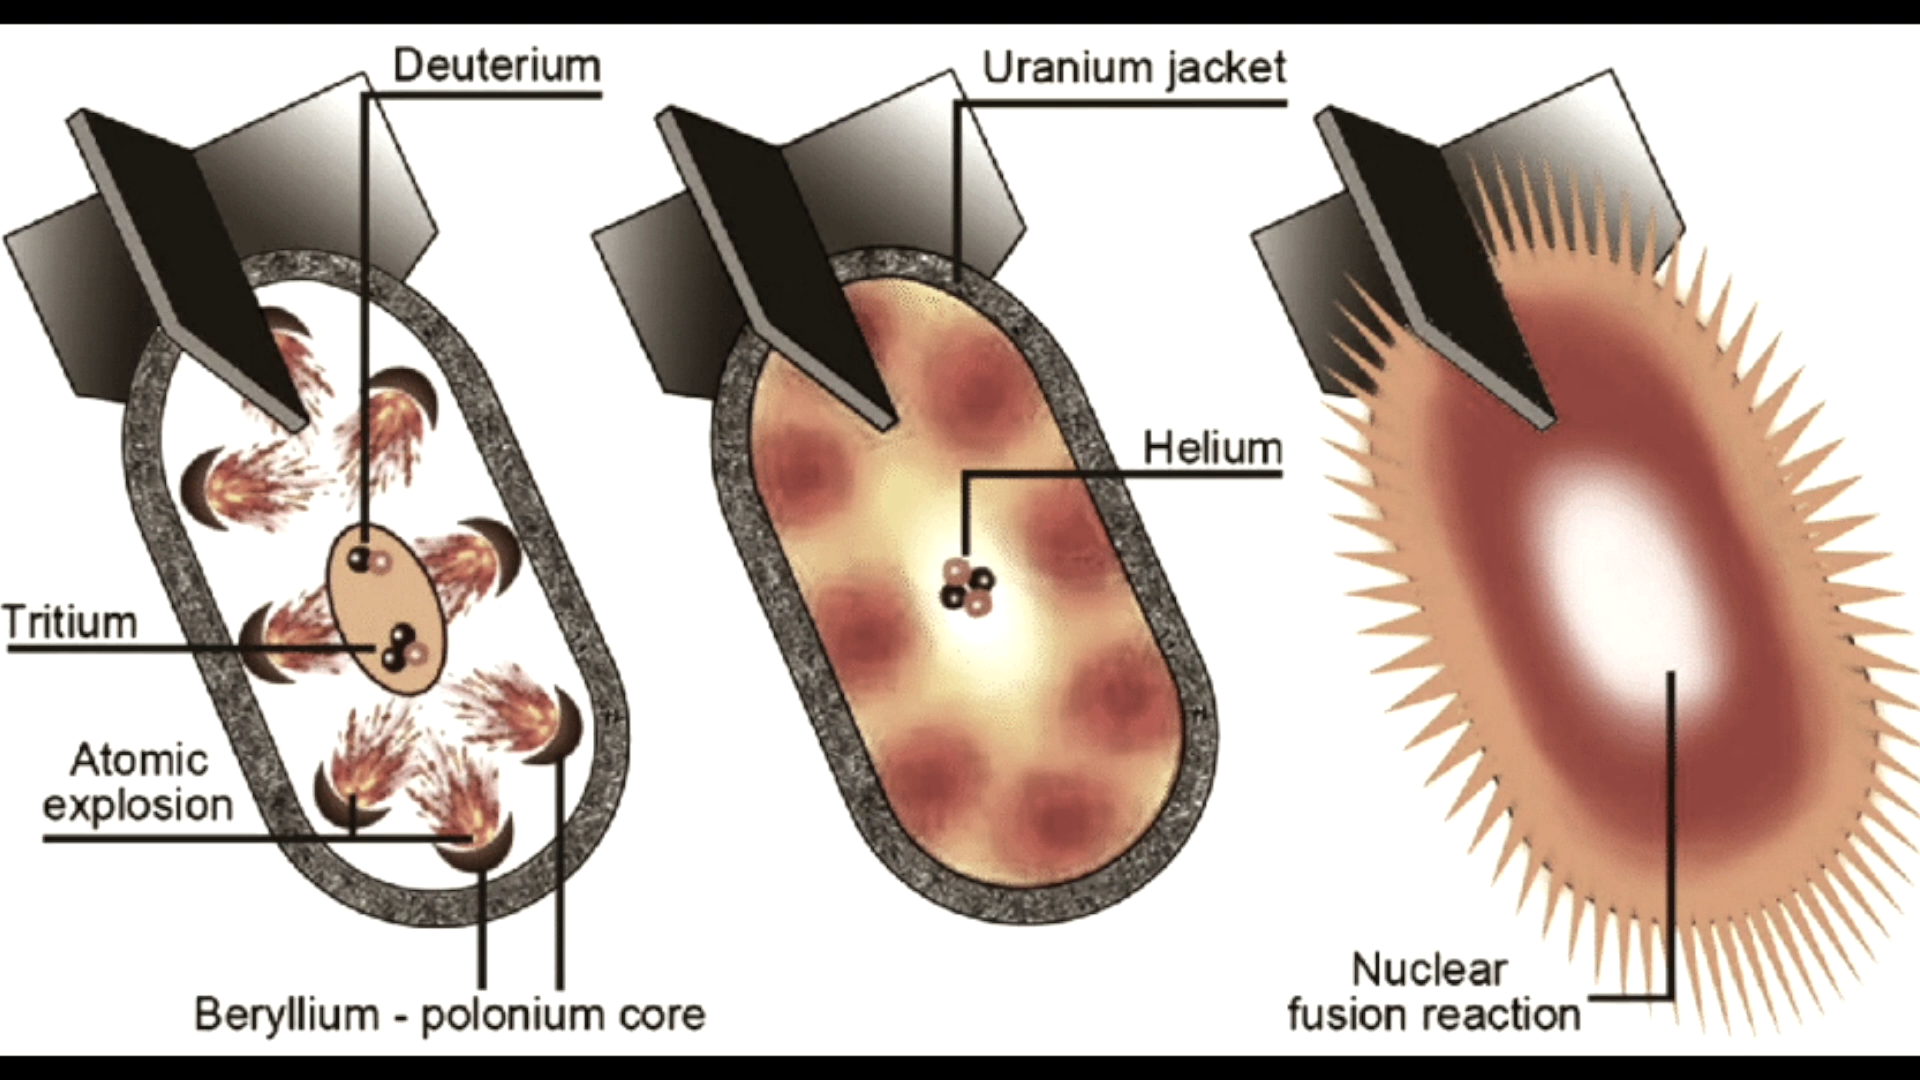 Deuterium
Uranium jacket
Helium
Tritium
Atomic
explosion
Beryllium - polonium core
Nuclear
fusion reaction